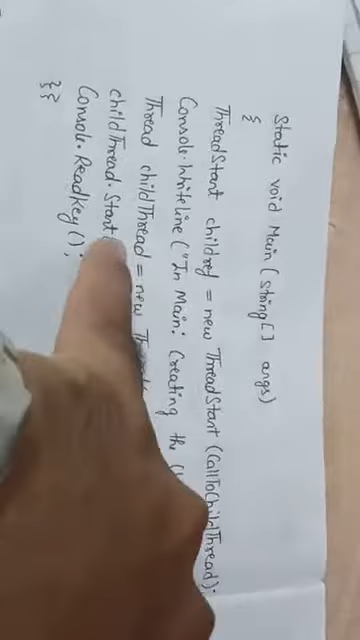 Static void Main (String[] args)
{
ThreadStart childref = new ThreadStart (CallToChildThread);
Console.WriteLine ("In Main: Creating the
Thread childThread = new
childThread.Start
Console.ReadKey();
}}